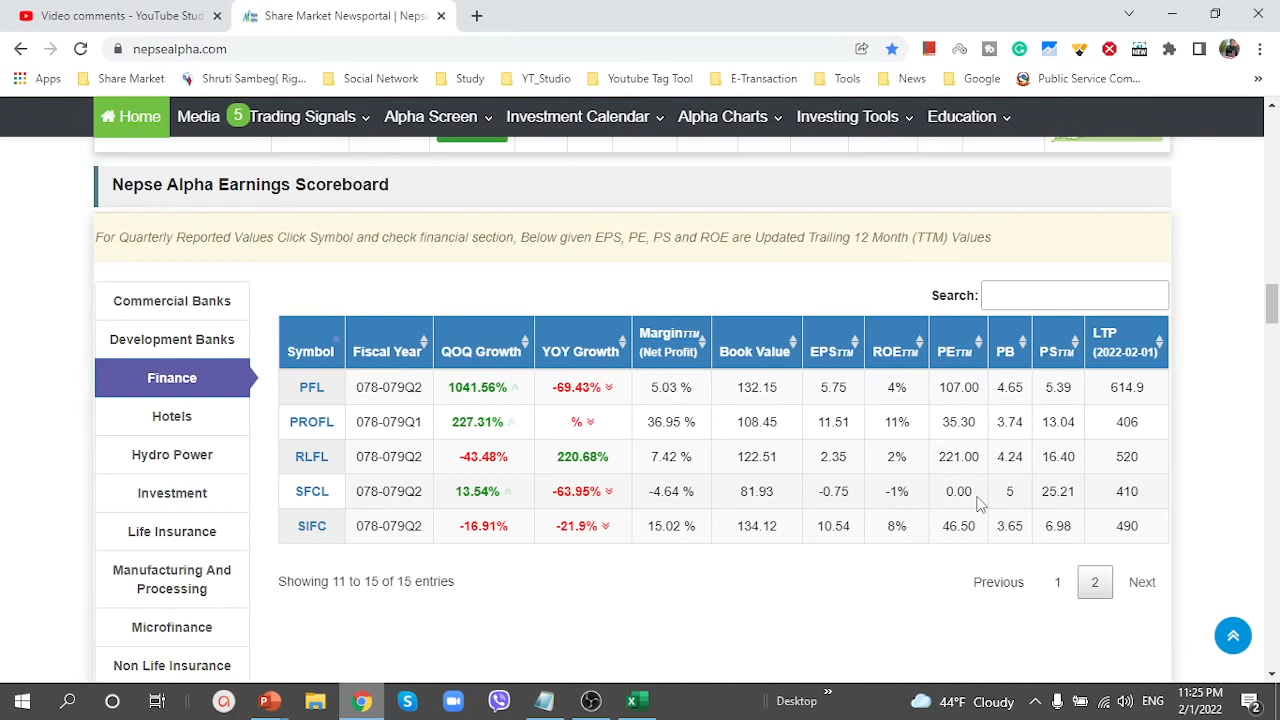 Video comments - YouTube Stu
Share Market Newsportal | Neps
nepsealpha.com
Apps
Share Market
Shruti Sambeg( Rig...
Social Network
Study
YT_Studio
Youtube Tag Tool
E-Transaction
Tools
News
Google
Public Service Com...
Home Media 5 Trading Signals Alpha Screen Investment Calendar Alpha Charts Investing Tools Education
Nepse Alpha Earnings Scoreboard
For Quarterly Reported Values Click Symbol and check financial section, Below given EPS, PE, PS and ROE are Updated Trailing 12 Month (TTM) Values
Commercial Banks
Development Banks
Finance
Hotels
Hydro Power
Investment
Life Insurance
Manufacturing And
Processing
Microfinance
Non Life Insurance
Search:
Symbol Fiscal Year QOQ Growth YOY Growth MarginTTM (Net Profit) Book Value EPSTTM ROETTM PETTM PB PSTTM LTP (2022-02-01)
PFL 078-079Q2 1041.56% -69.43% 5.03 % 132.15 5.75 4% 107.00 4.65 5.39 614.9
PROFL 078-079Q1 227.31% % 36.95 % 108.45 11.51 11% 35.30 3.74 13.04 406
RLFL 078-079Q2 -43.48% 220.68% 7.42 % 122.51 2.35 2% 221.00 4.24 16.40 520
SFCL 078-079Q2 13.54% -63.95% -4.64 % 81.93 -0.75 -1% 0.00 5 25.21 410
SIFC 078-079Q2 -16.91% -21.9% 15.02 % 134.12 10.54 8% 46.50 3.65 6.98 490
Showing 11 to 15 of 15 entries
Previous 1 2 Next
Desktop
44°F Cloudy
ENG
11:25 PM
2/1/2022
2